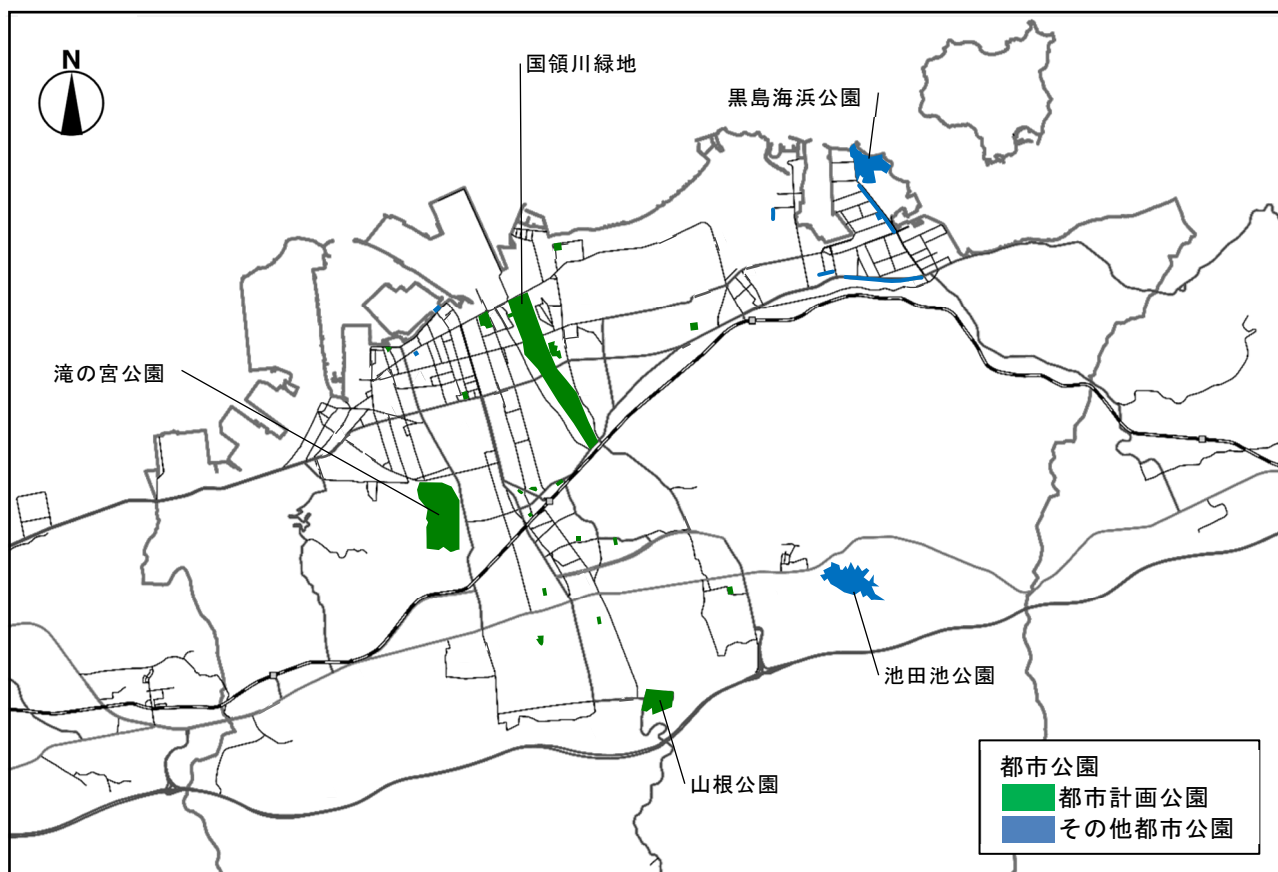 N
国領川緑地
黒島海浜公園
滝の宮公園
池田池公園
山根公園
都市公園
都市計画公園
その他都市公園